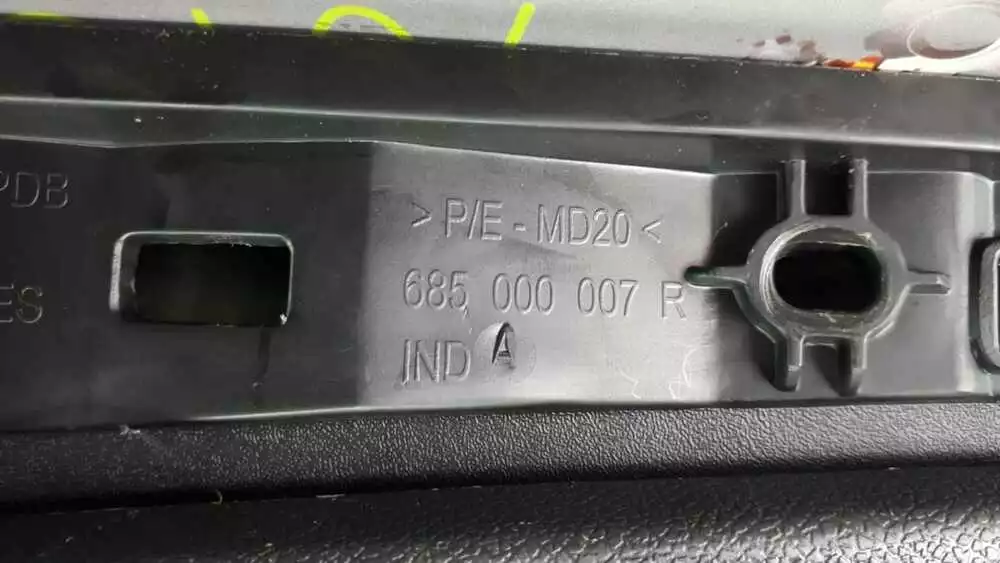 PDB
> P/E - MD20 <
ES
685 000 007 R
IND A